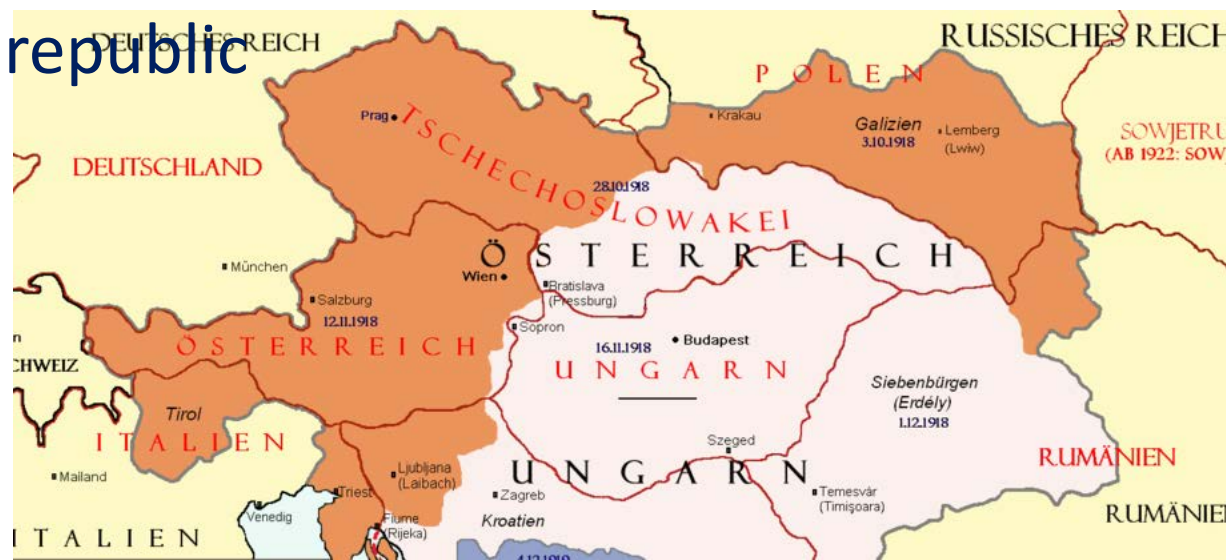 republic
DEUTSCHES REICH
RUSSISCHES REICH
POLEN
Krakau
Galizien
3.10.1918
Lemberg
(Lwiw)
Prag
TSCHECHOSLOWAKEI
28.10.1918
DEUTSCHLAND
SOWJETRU
(AB 1922: SOW
ÖSTERREICH
München
Wien
Bratislava
(Pressburg)
Salzburg
12.11.1918
Sopron
ÖSTERREICH
16.11.1918
Budapest
UNGARN
CHWEIZ
Siebenbürgen
(Erdély)
1.12.1918
Tirol
ITALIEN
Szeged
RUMÄNIEN
Mailand
Ljubljana
(Laibach)
UNGARN
Triest
Zagreb
Temesvár
(Timișoara)
Venedig
Fiume
(Rijeka)
Kroatien
RUMÄNIEN
ITALIEN